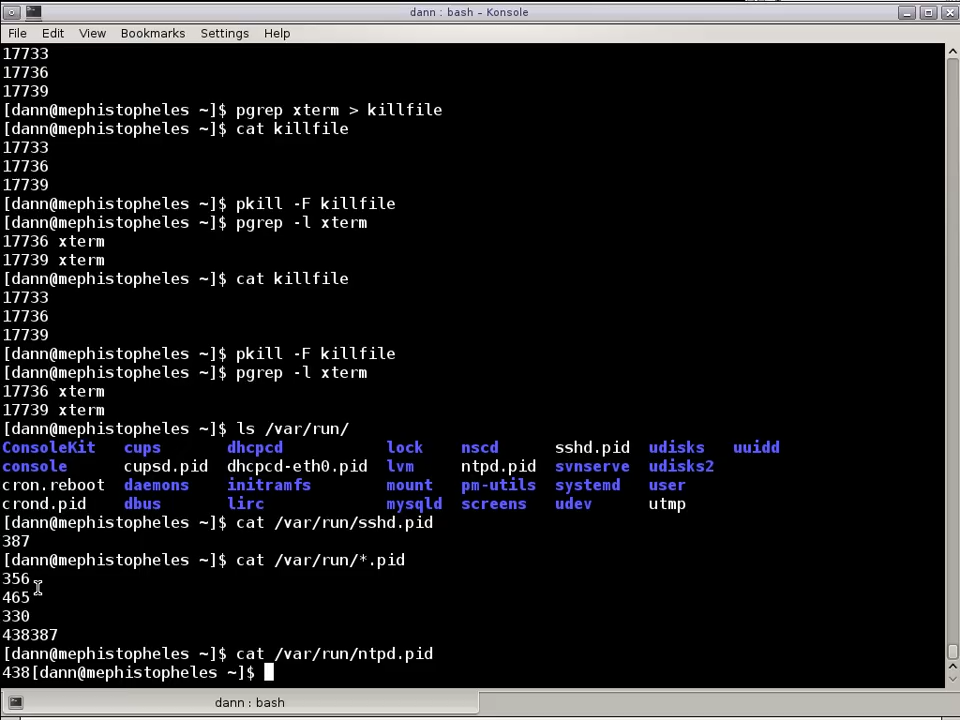 dann : bash - Konsole
File Edit View Bookmarks Settings Help
17733
17736
17739
[dann@mephistopheles ~]$ pgrep xterm > killfile
[dann@mephistopheles ~]$ cat killfile
17733
17736
17739
[dann@mephistopheles ~]$ pkill -F killfile
[dann@mephistopheles ~]$ pgrep -l xterm
17736 xterm
17739 xterm
[dann@mephistopheles ~]$ cat killfile
17733
17736
17739
[dann@mephistopheles ~]$ pkill -F killfile
[dann@mephistopheles ~]$ pgrep -l xterm
17736 xterm
17739 xterm
[dann@mephistopheles ~]$ ls /var/run/
ConsoleKit cups dhcpcd lock nscd sshd.pid udisks uuidd
console cupsd.pid dhcpcd-eth0.pid lvm ntpd.pid svnserve udisks2
cron.reboot daemons initramfs mount pm-utils systemd user
crond.pid dbus lirc mysqld screens udev utmp
[dann@mephistopheles ~]$ cat /var/run/sshd.pid
387
[dann@mephistopheles ~]$ cat /var/run/*.pid
356
465
330
438387
[dann@mephistopheles ~]$ cat /var/run/ntpd.pid
438[dann@mephistopheles ~]$
dann : bash